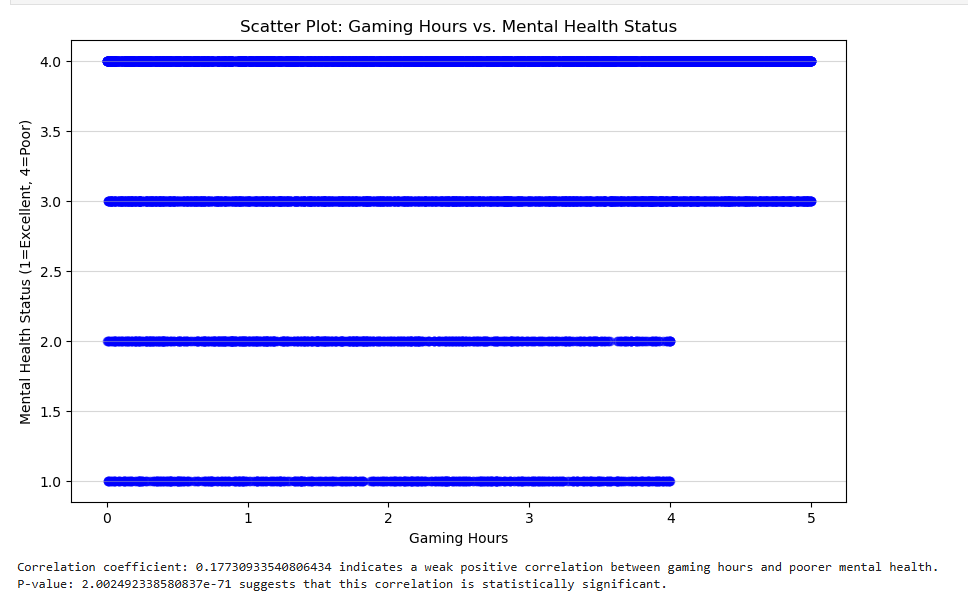 Scatter Plot: Gaming Hours vs. Mental Health Status
Mental Health Status (1=Excellent, 4=Poor)
4.0
3.5
3.0
2.5
2.0
1.5
1.0
0 1 2 3 4 5
Gaming Hours
Correlation coefficient: 0.17730933540806434 indicates a weak positive correlation between gaming hours and poorer mental health.
P-value: 2.002492338580837e-71 suggests that this correlation is statistically significant.